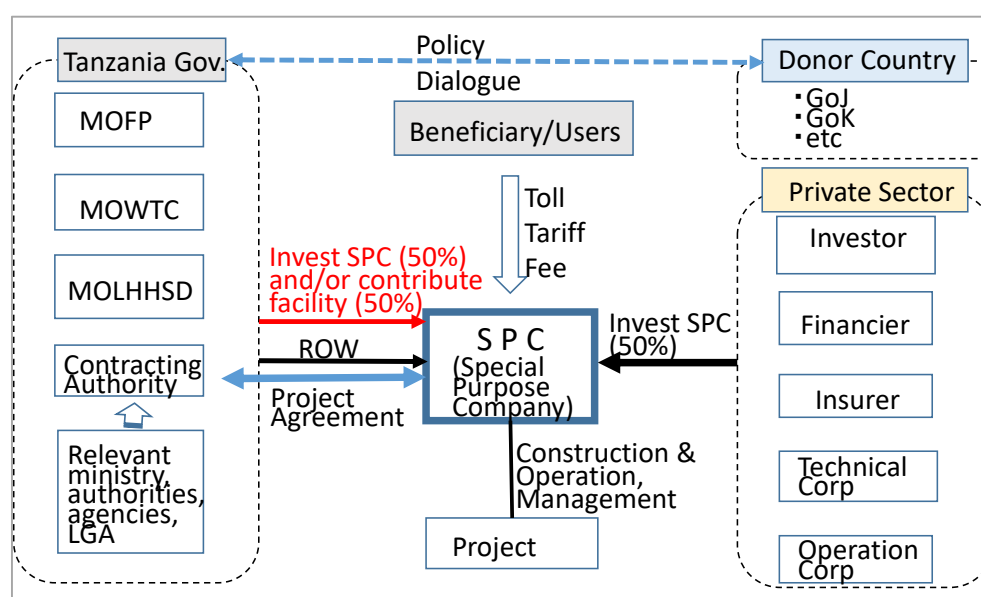 Tanzania Gov.
Policy
Dialogue
Donor Country
・GoJ
・GoK
・etc
MOFP
Beneficiary/Users
Private Sector
MOWTC
Toll
Tariff
Fee
Investor
MOLHHSD
Invest SPC (50%)
and/or contribute
facility (50%)
Financier
ROW
S P C
(Special
Purpose
Company)
Invest SPC
(50%)
Contracting
Authority
Project
Agreement
Insurer
Relevant
ministry,
authorities,
agencies,
LGA
Construction &
Operation,
Management
Technical
Corp
Project
Operation
Corp